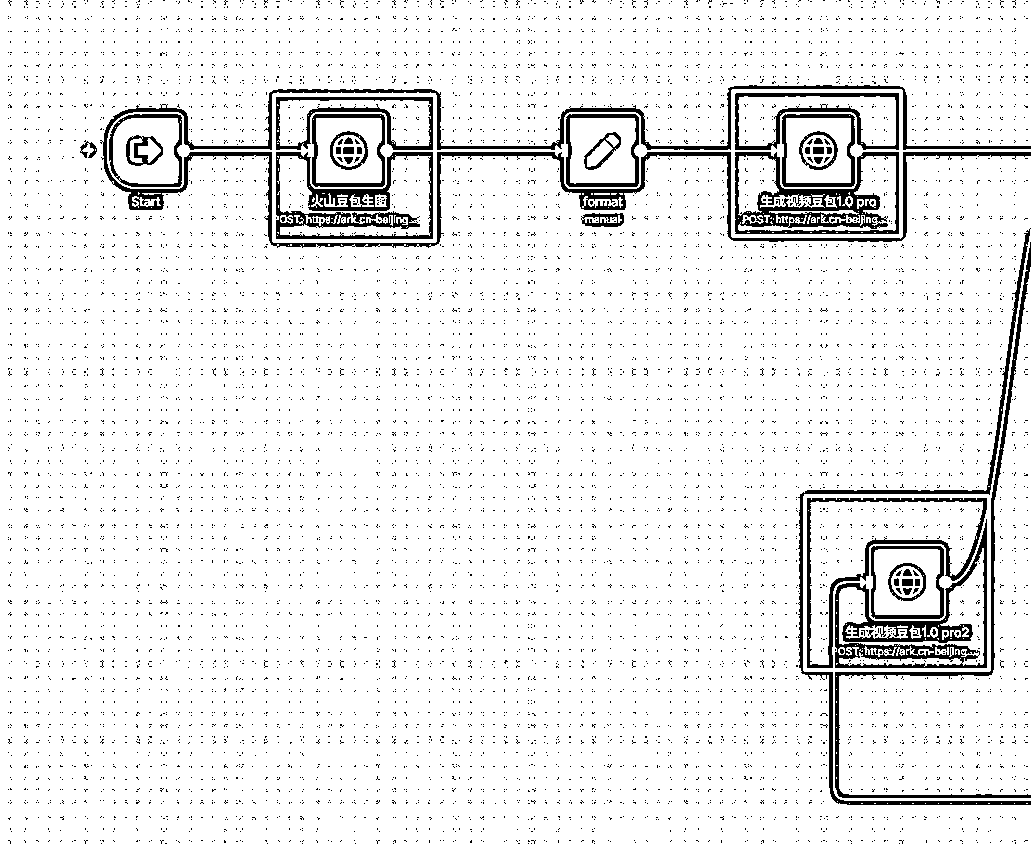 Start
火山豆包生图
POST: https://ark.cn-beijing...
format
manual
生成视频豆包1.0 pro
POST: https://ark.cn-beijing...
生成视频豆包1.0 pro2
POST: https://ark.cn-beijing...